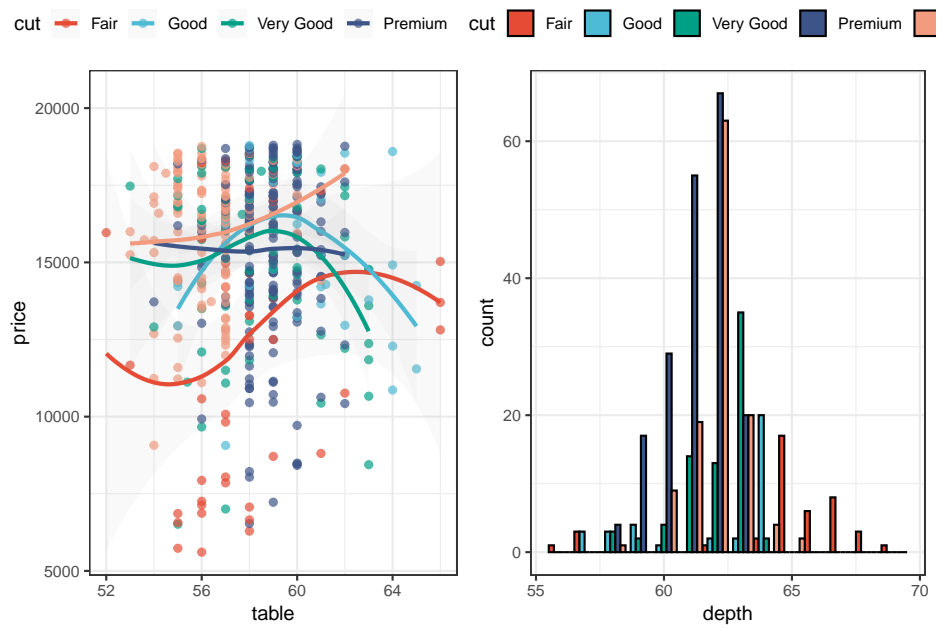 cut Fair Good Very Good Premium
cut Fair Good Very Good Premium
20000
15000
10000
5000
price
52 56 60 64
table
60
40
20
0
count
55 60 65 70
depth